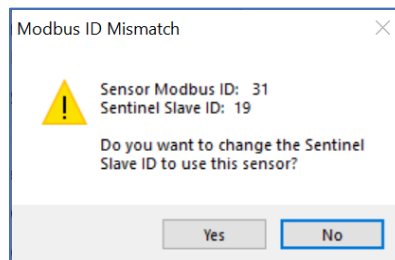 Modbus ID Mismatch
Sensor Modbus ID:  31
Sentinel Slave ID:  19
Do you want to change the Sentinel
Slave ID to use this sensor?
Yes
No